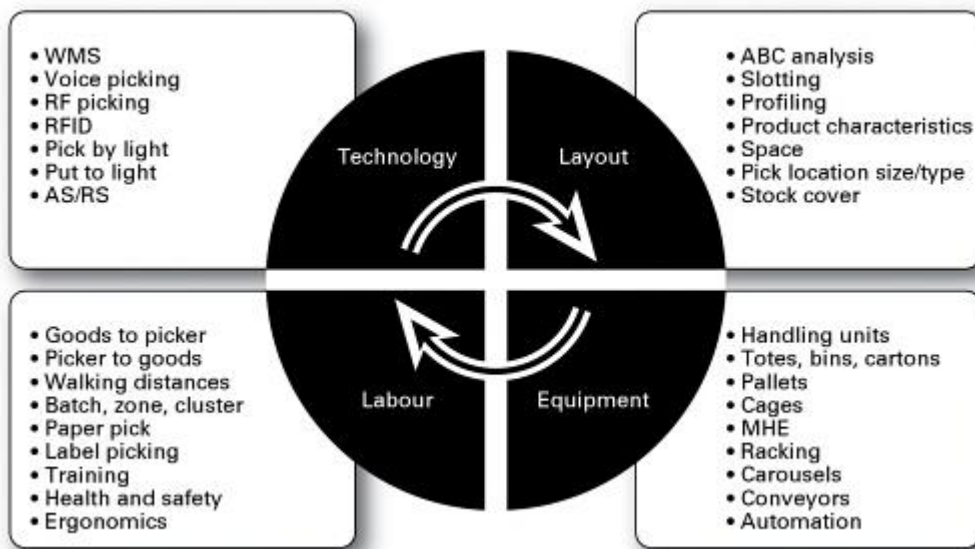 • WMS
• Voice picking
• RF picking
• RFID
• Pick by light
• Put to light
• AS/RS
Technology
Layout
• ABC analysis
• Slotting
• Profiling
• Product characteristics
• Space
• Pick location size/type
• Stock cover
• Goods to picker
• Picker to goods
• Walking distances
• Batch, zone, cluster
• Paper pick
• Label picking
• Training
• Health and safety
• Ergonomics
Labour
Equipment
• Handling units
• Totes, bins, cartons
• Pallets
• Cages
• MHE
• Racking
• Carousels
• Conveyors
• Automation